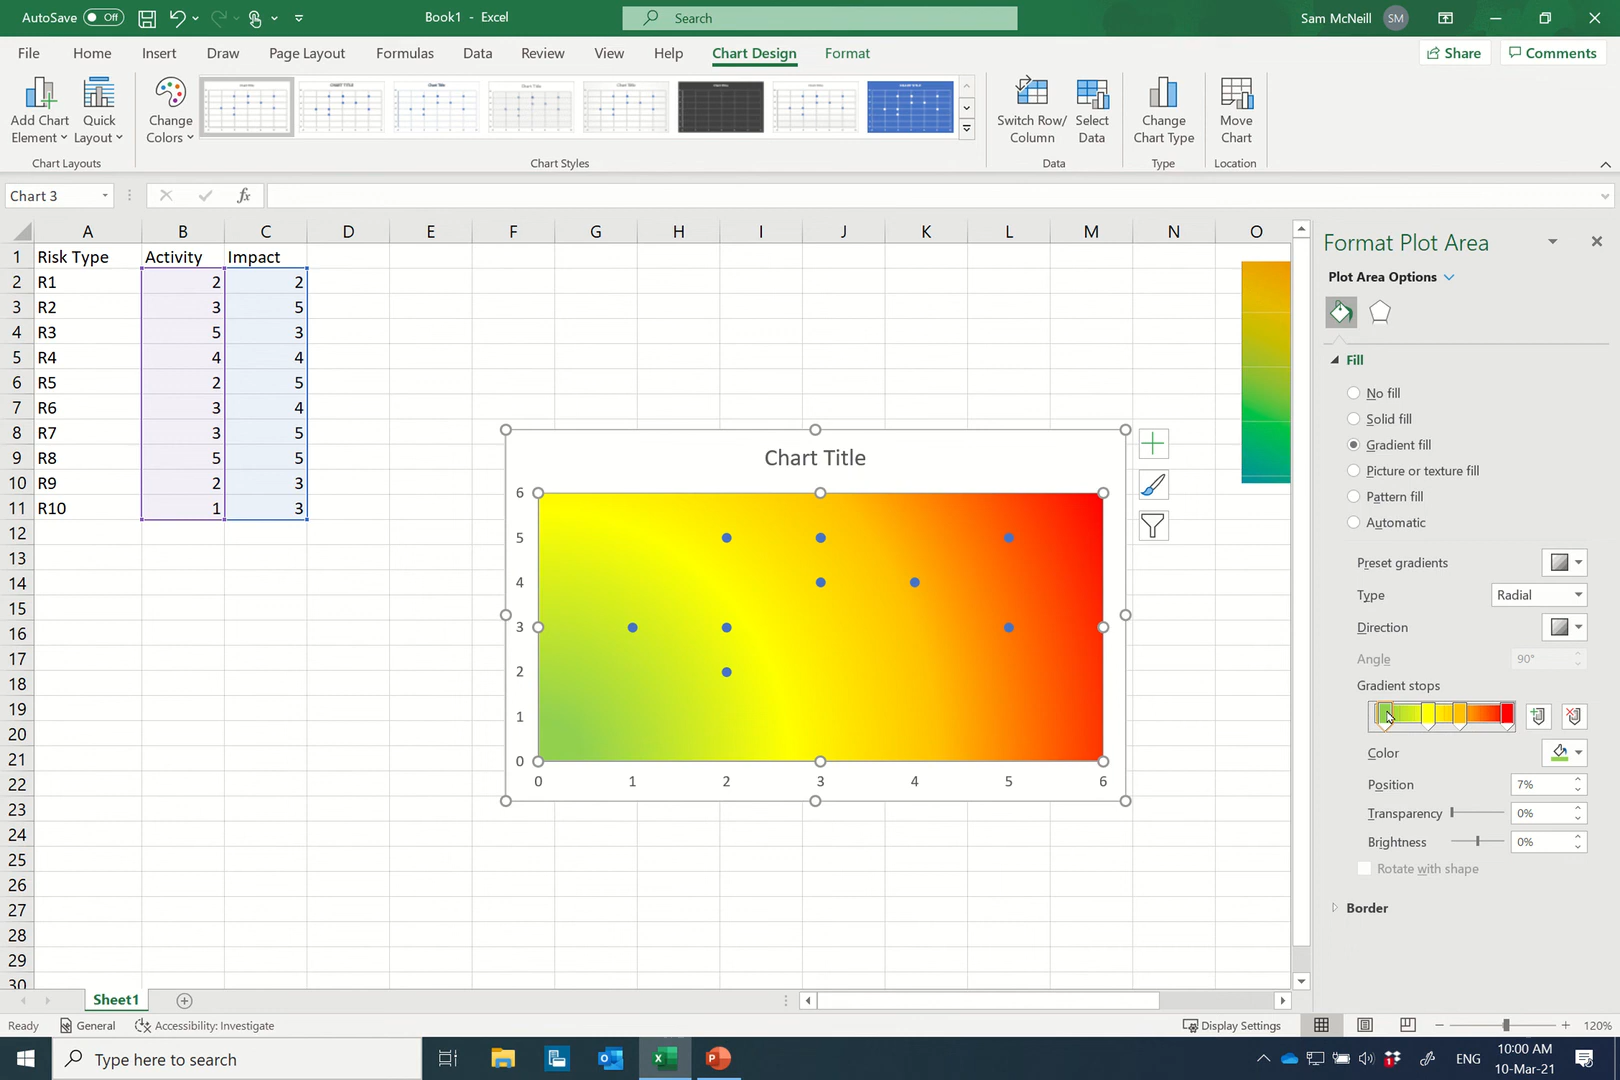 AutoSave Off
Book1 - Excel
Search
Sam McNeill SM
File Home Insert Draw Page Layout Formulas Data Review View Help Chart Design Format
Share Comments
Add Chart Element
Quick Layout
Chart Layouts
Change Colors
Chart Styles
Switch Row/ Column
Select Data
Data
Change Chart Type
Type
Move Chart
Location
Chart 3
fx
A B C D E F G H I J K L M N O
1 Risk Type Activity Impact
2 R1 2 2
3 R2 3 5
4 R3 5 3
5 R4 4 4
6 R5 2 5
7 R6 3 4
8 R7 3 5
9 R8 5 5
10 R9 2 3
11 R10 1 3
12
13
14
15
16
17
18
19
20
21
22
23
24
25
26
27
28
29
30
Chart Title
6
5
4
3
2
1
0
0 1 2 3 4 5 6
Format Plot Area
Plot Area Options
Fill
No fill
Solid fill
Gradient fill
Picture or texture fill
Pattern fill
Automatic
Preset gradients
Type Radial
Direction
Angle 90°
Gradient stops
Color
Position 7%
Transparency 0%
Brightness 0%
Rotate with shape
Border
Sheet1
Ready General Accessibility: Investigate
Display Settings 120%
Type here to search
ENG
10:00 AM
10-Mar-21